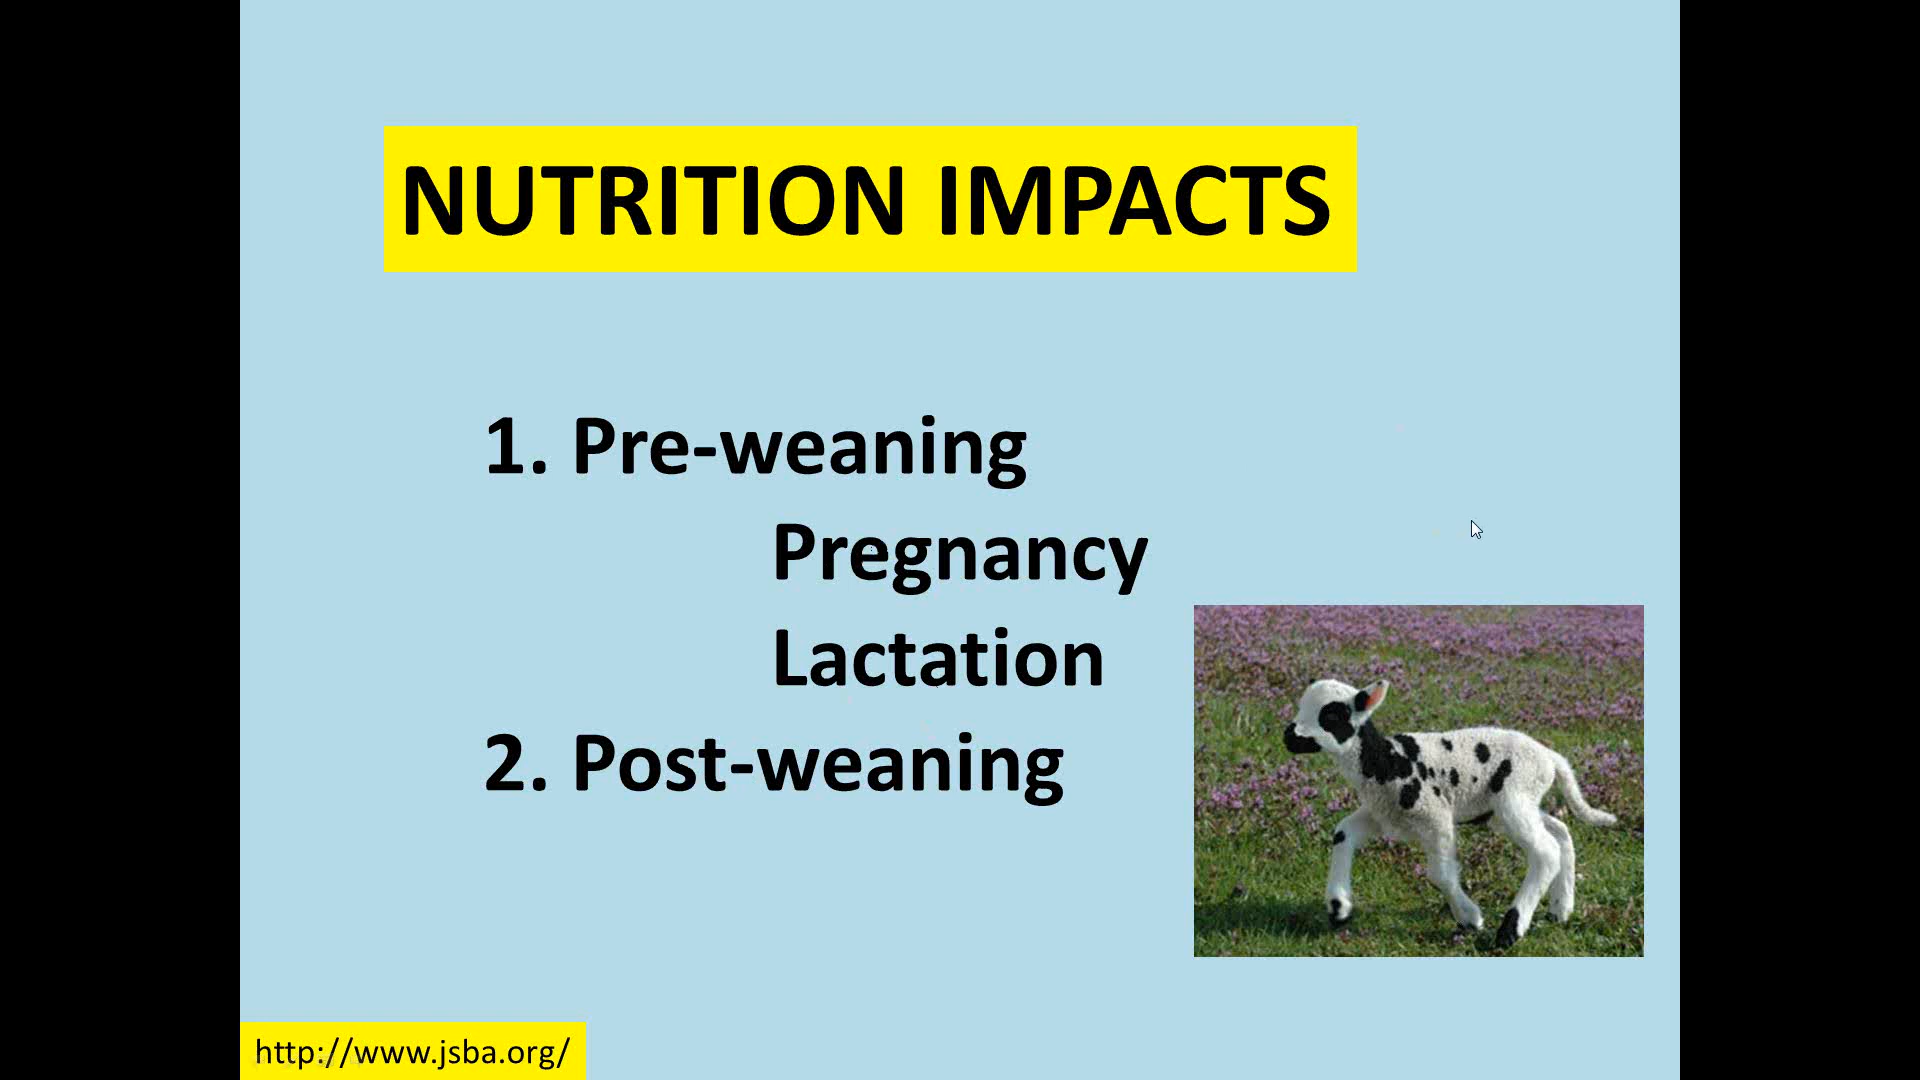 NUTRITION IMPACTS
1. Pre-weaning
Pregnancy
Lactation
2. Post-weaning
http://www.jsba.org/